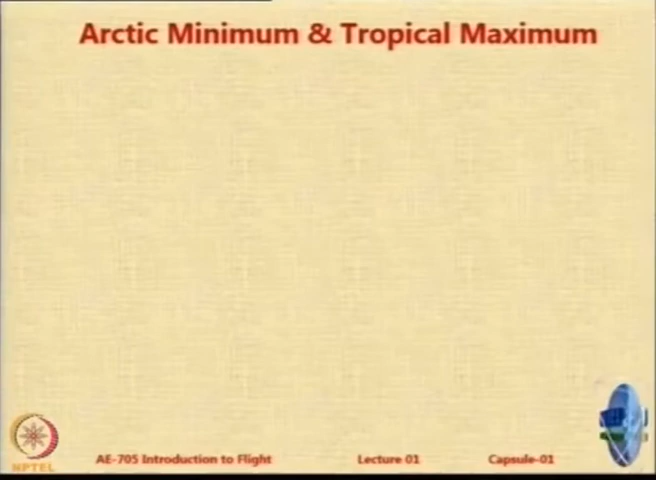 Arctic Minimum & Tropical Maximum
NPTEL
AE-705 Introduction to Flight
Lecture 01
Capsule-01